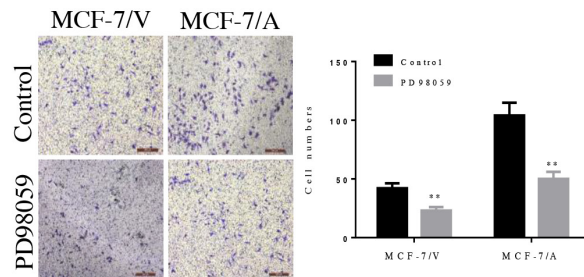 MCF-7/V MCF-7/A
Control
PD98059
Cell numbers
150
100
50
0
Control
PD98059
**
**
MCF-7/V MCF-7/A